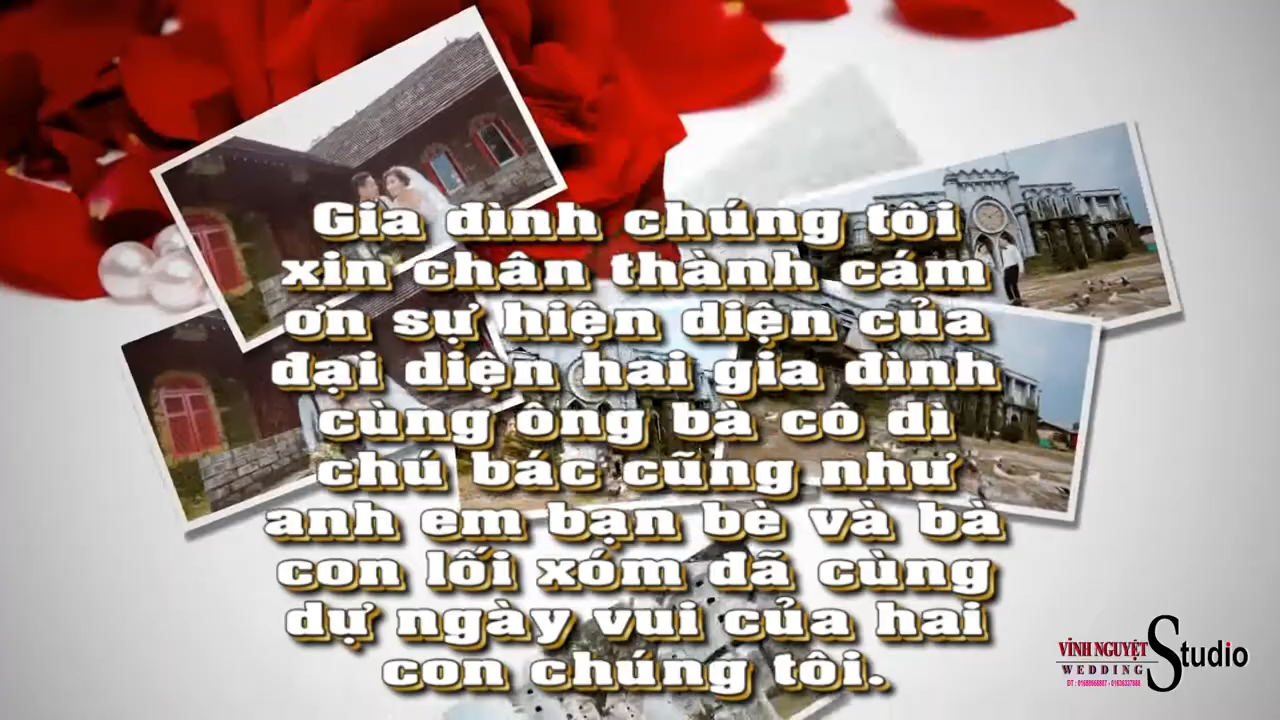 Gia đình chúng tôi
xin chân thành cám
ơn sự hiện diện của
đại diện hai gia đình
cùng ông bà cô dì
chú bác cũng như
anh em bạn bè và bà
con lối xóm đã cùng
dự ngày vui của hai
con chúng tôi.
VĨNH NGUYỆT Studio
WEDDING